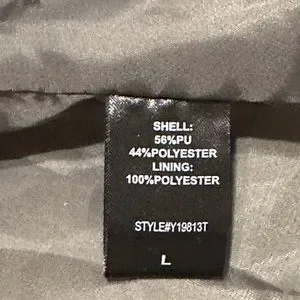 SHELL:
56%PU
44%POLYESTER
LINING:
100%POLYESTER
STYLE#Y19813T
L